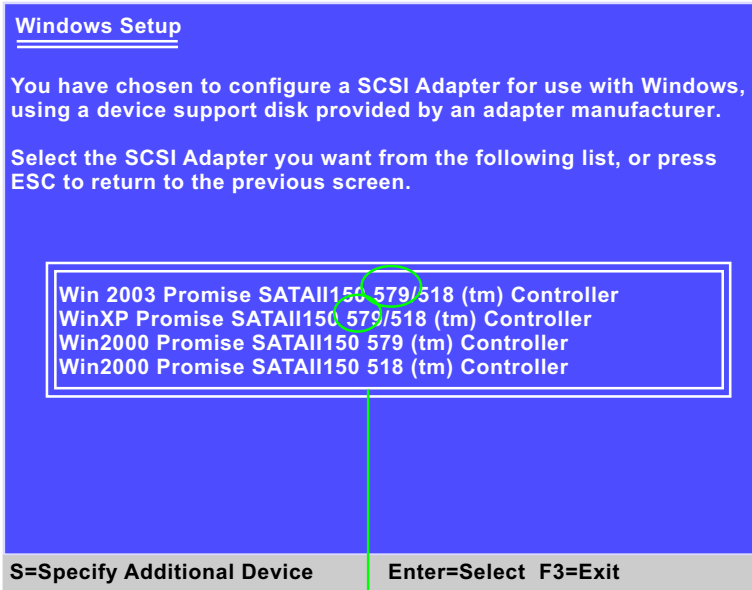 Windows Setup
You have chosen to configure a SCSI Adapter for use with Windows,
using a device support disk provided by an adapter manufacturer.
Select the SCSI Adapter you want from the following list, or press
ESC to return to the previous screen.
Win 2003 Promise SATAII150 579/518 (tm) Controller
WinXP Promise SATAII150 579/518 (tm) Controller
Win2000 Promise SATAII150 579 (tm) Controller
Win2000 Promise SATAII150 518 (tm) Controller
S=Specify Additional Device Enter=Select F3=Exit